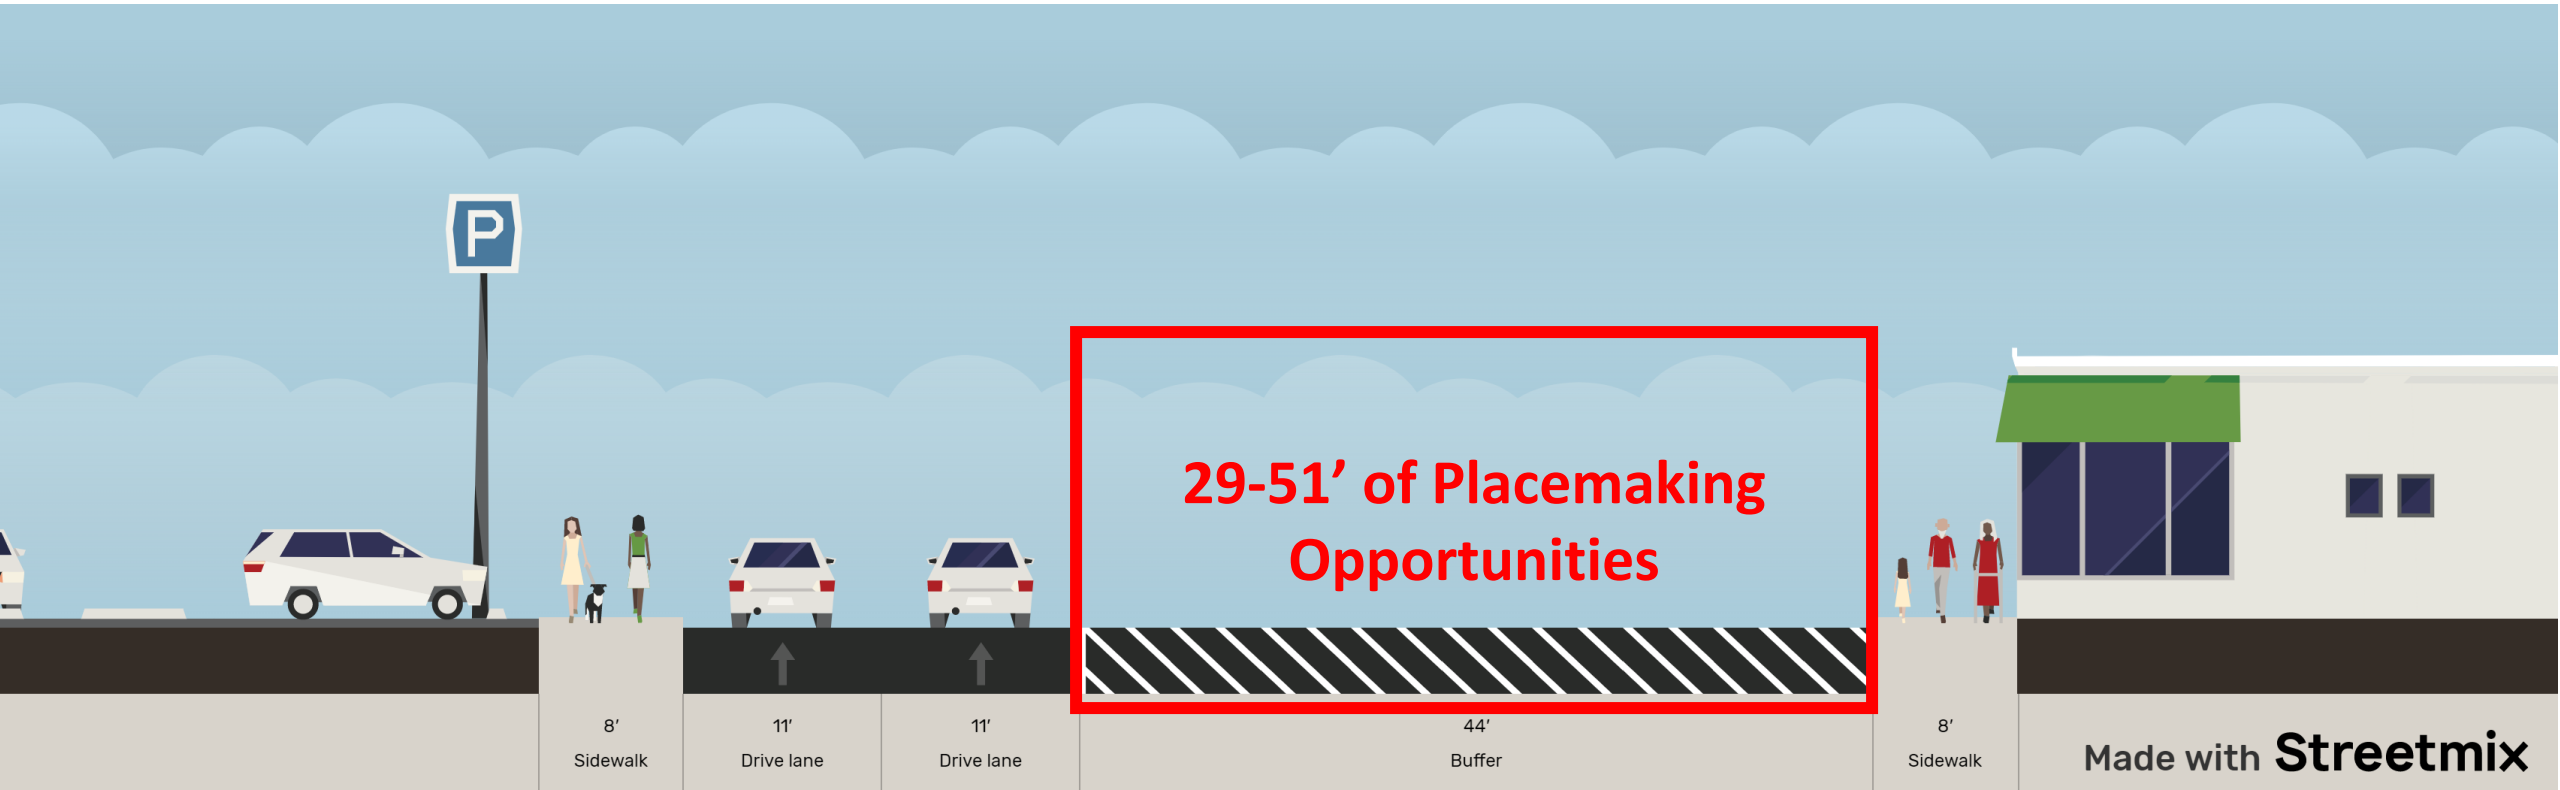 P
29-51’ of Placemaking
Opportunities
8′
Sidewalk
11′
Drive lane
11′
Drive lane
44′
Buffer
8′
Sidewalk
Made with Streetmix